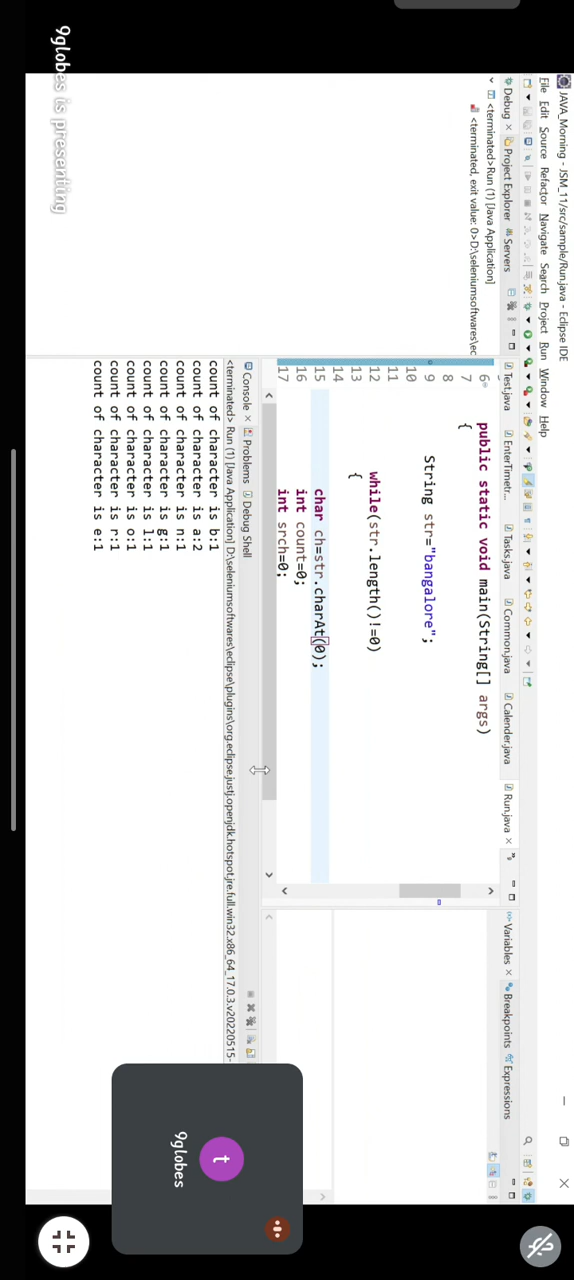 9globes is presenting
JAVA_Morning - JSM_11/src/sample/Run.java - Eclipse IDE
File Edit Source Refactor Navigate Search Project Run Window Help
Debug × Project Explorer Servers
<terminated>Run (1) [Java Application]
<terminated, exit value: 0>D:\seleniumsoftwares\ec
Test.java EnterTimetr... Tasks.java Common.java Calender.java Run.java ×
6 public static void main(String[] args)
7 {
8
9 String str="bangalore";
10
11
12 while(str.length()!=0)
13 {
14
15 char ch=str.charAt(0);
16 int count=0;
17 int srch=0;
Variables × Breakpoints Expressions
Console × Problems Debug Shell
<terminated> Run (1) [Java Application] D:\seleniumsoftwares\eclipse\plugins\org.eclipse.justj.openjdk.hotspot.jre.full.win32.x86_64_17.0.3.v20220515-
count of character is b:1
count of character is a:2
count of character is n:1
count of character is g:1
count of character is l:1
count of character is o:1
count of character is r:1
count of character is e:1
t
9globes